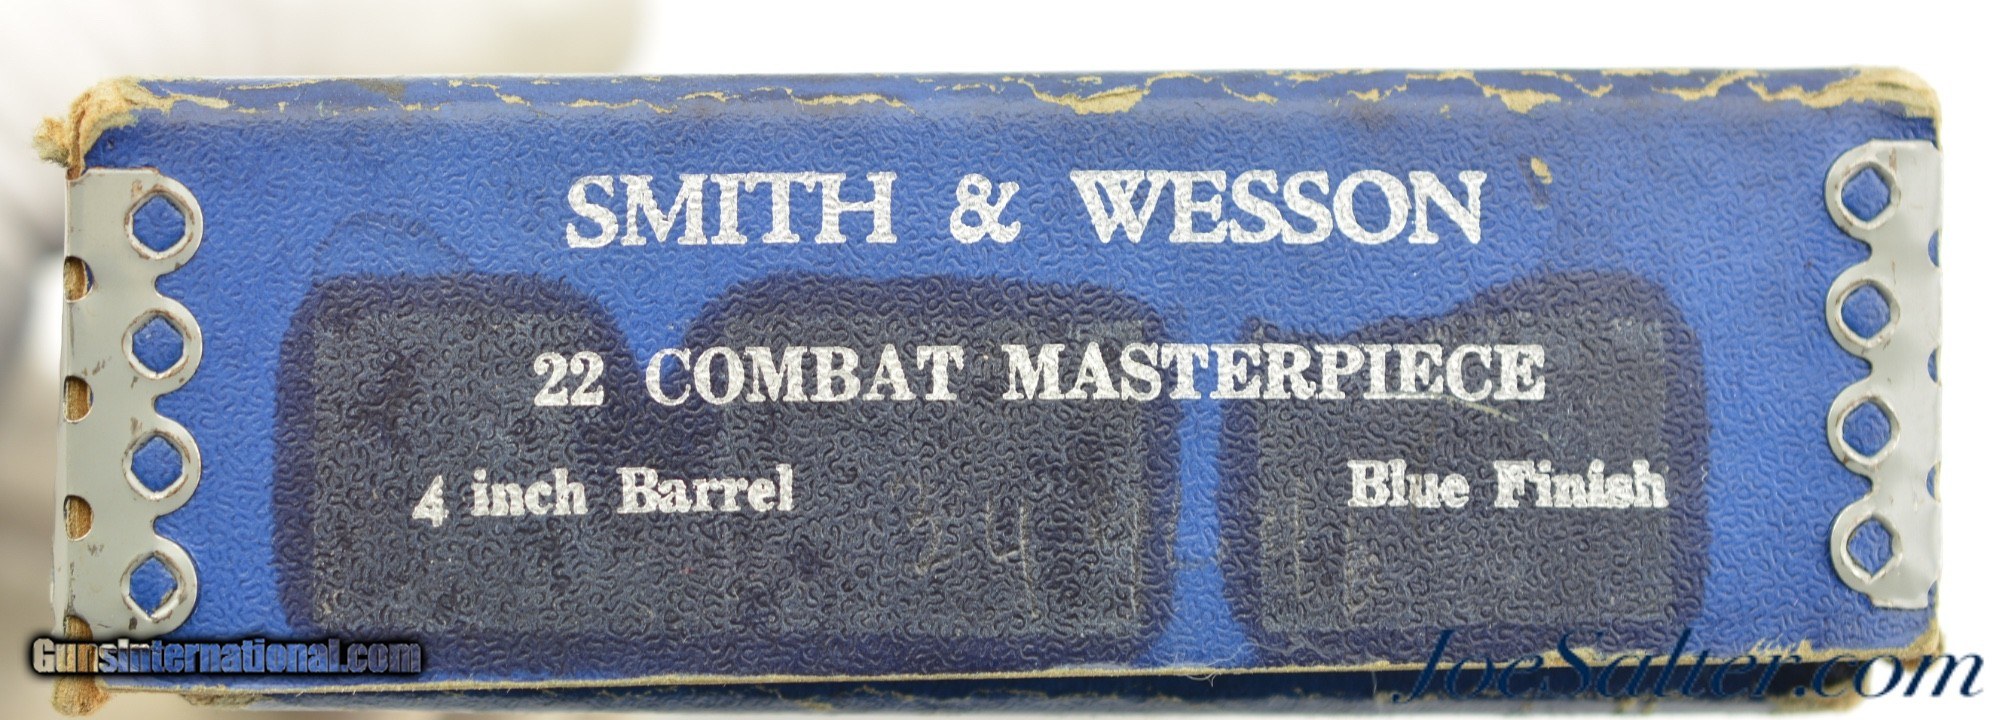 SMITH & WESSON
22 COMBAT MASTERPIECE
4 inch Barrel Blue Finish
Gunsinternational.com
JoeSalter.com